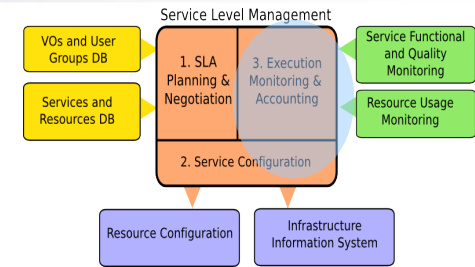 Service Level Management
VOs and User
Groups DB
Services and
Resources DB
1. SLA
Planning &
Negotiation
3. Execution
Monitoring &
Accounting
2. Service Configuration
Service Functional
and Quality
Monitoring
Resource Usage
Monitoring
Resource Configuration
Infrastructure
Information System